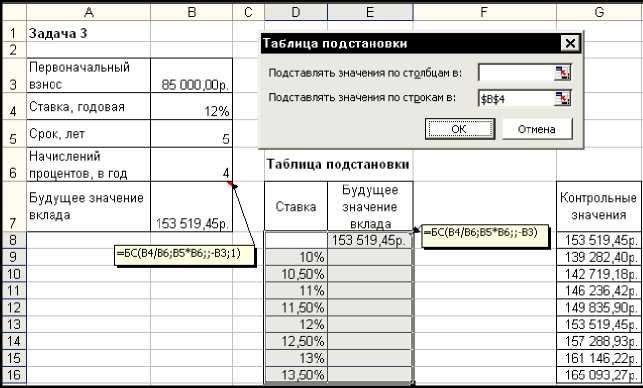 A B C D E F G
1 Задача 3
2
Таблица подстановки
Подставлять значения по столбцам в:
Подставлять значения по строкам в: $B$4
ОК Отмена
3 Первоначальный взнос 85 000,00р.
4 Ставка, годовая 12%
5 Срок, лет 5
6 Начислений процентов, в год 4
Таблица подстановки
7 Будущее значение вклада 153 519,45р.
Ставка Будущее значение вклада
Контрольные значения
=БС(B4/B6;B5*B6;;-B3)
8 153 519,45р. 153 519,45р.
=БС(B4/B6;B5*B6;;-B3;1)
9 10% 139 282,40р.
10 10,50% 142 719,18р.
11 11% 146 236,42р.
12 11,50% 149 835,90р.
13 12% 153 519,45р.
14 12,50% 157 288,93р.
15 13% 161 146,22р.
16 13,50% 165 093,27р.